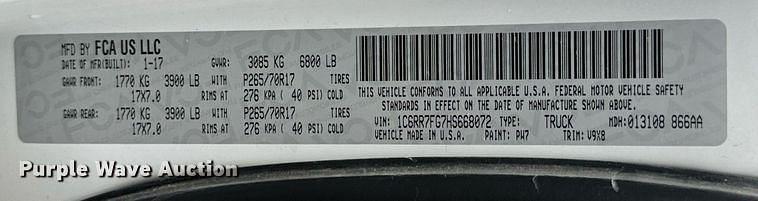 MFD BY FCA US LLC
DATE OF MFR(BUILT): 1-17 GVWR: 3085 KG 6800 LB
GAWR FRONT: 1770 KG 3900 LB WITH P265/70R17 TIRES
17X7.0 RIMS AT 276 KPA ( 40 PSI) COLD
GAWR REAR: 1770 KG 3900 LB WITH P265/70R17 TIRES
17X7.0 RIMS AT 276 KPA ( 40 PSI) COLD
THIS VEHICLE CONFORMS TO ALL APPLICABLE U.S.A. FEDERAL MOTOR VEHICLE SAFETY
STANDARDS IN EFFECT ON THE DATE OF MANUFACTURE SHOWN ABOVE.
VIN: 1C6RR7FG7HS668072 TYPE: TRUCK MDH: 013108 866AA
MADE IN U.S.A. PAINT: PW7 TRIM: V9X8
Purple Wave Auction